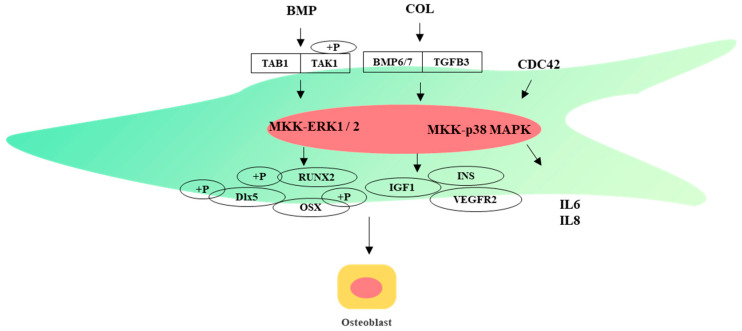 BMP
COL
+P
TAB1
TAK1
BMP6/7
TGFB3
CDC42
MKK-ERK1 / 2
MKK-p38 MAPK
+P
RUNX2
+P
Dlx5
OSX
+P
IGF1
INS
VEGFR2
IL6
IL8
Osteoblast